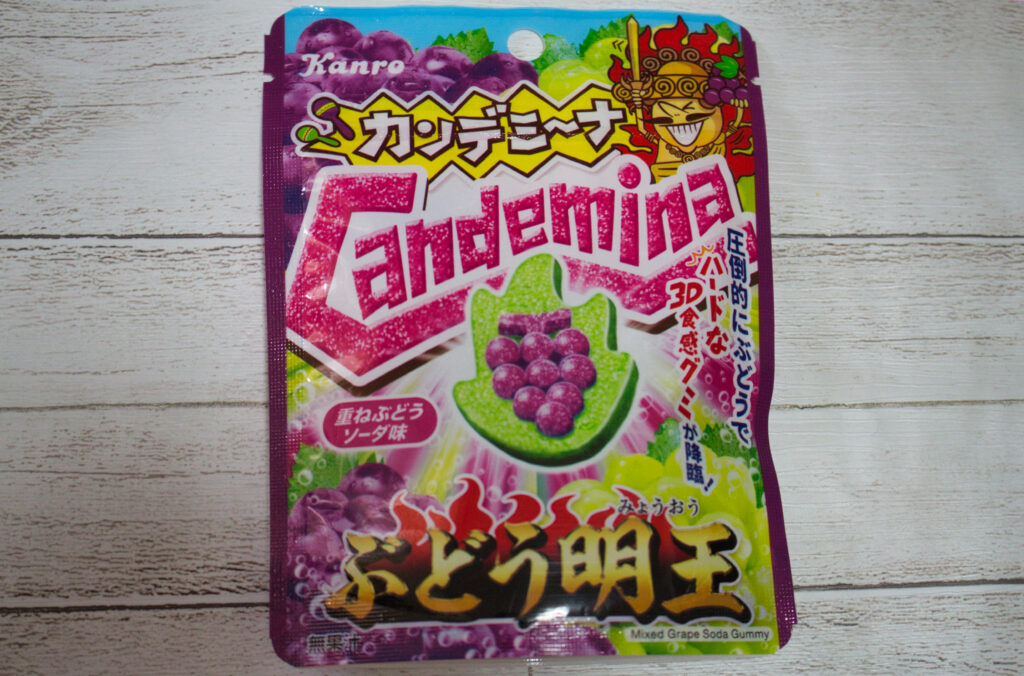 Kanro
カンデミ〜ナ
Candemina
圧倒的にぶどうで
ハードな
3D食感グミが降臨!
重ねぶどう
ソーダ味
みょうおう
ぶどう明王
Mixed Grape Soda Gummy
無果汁